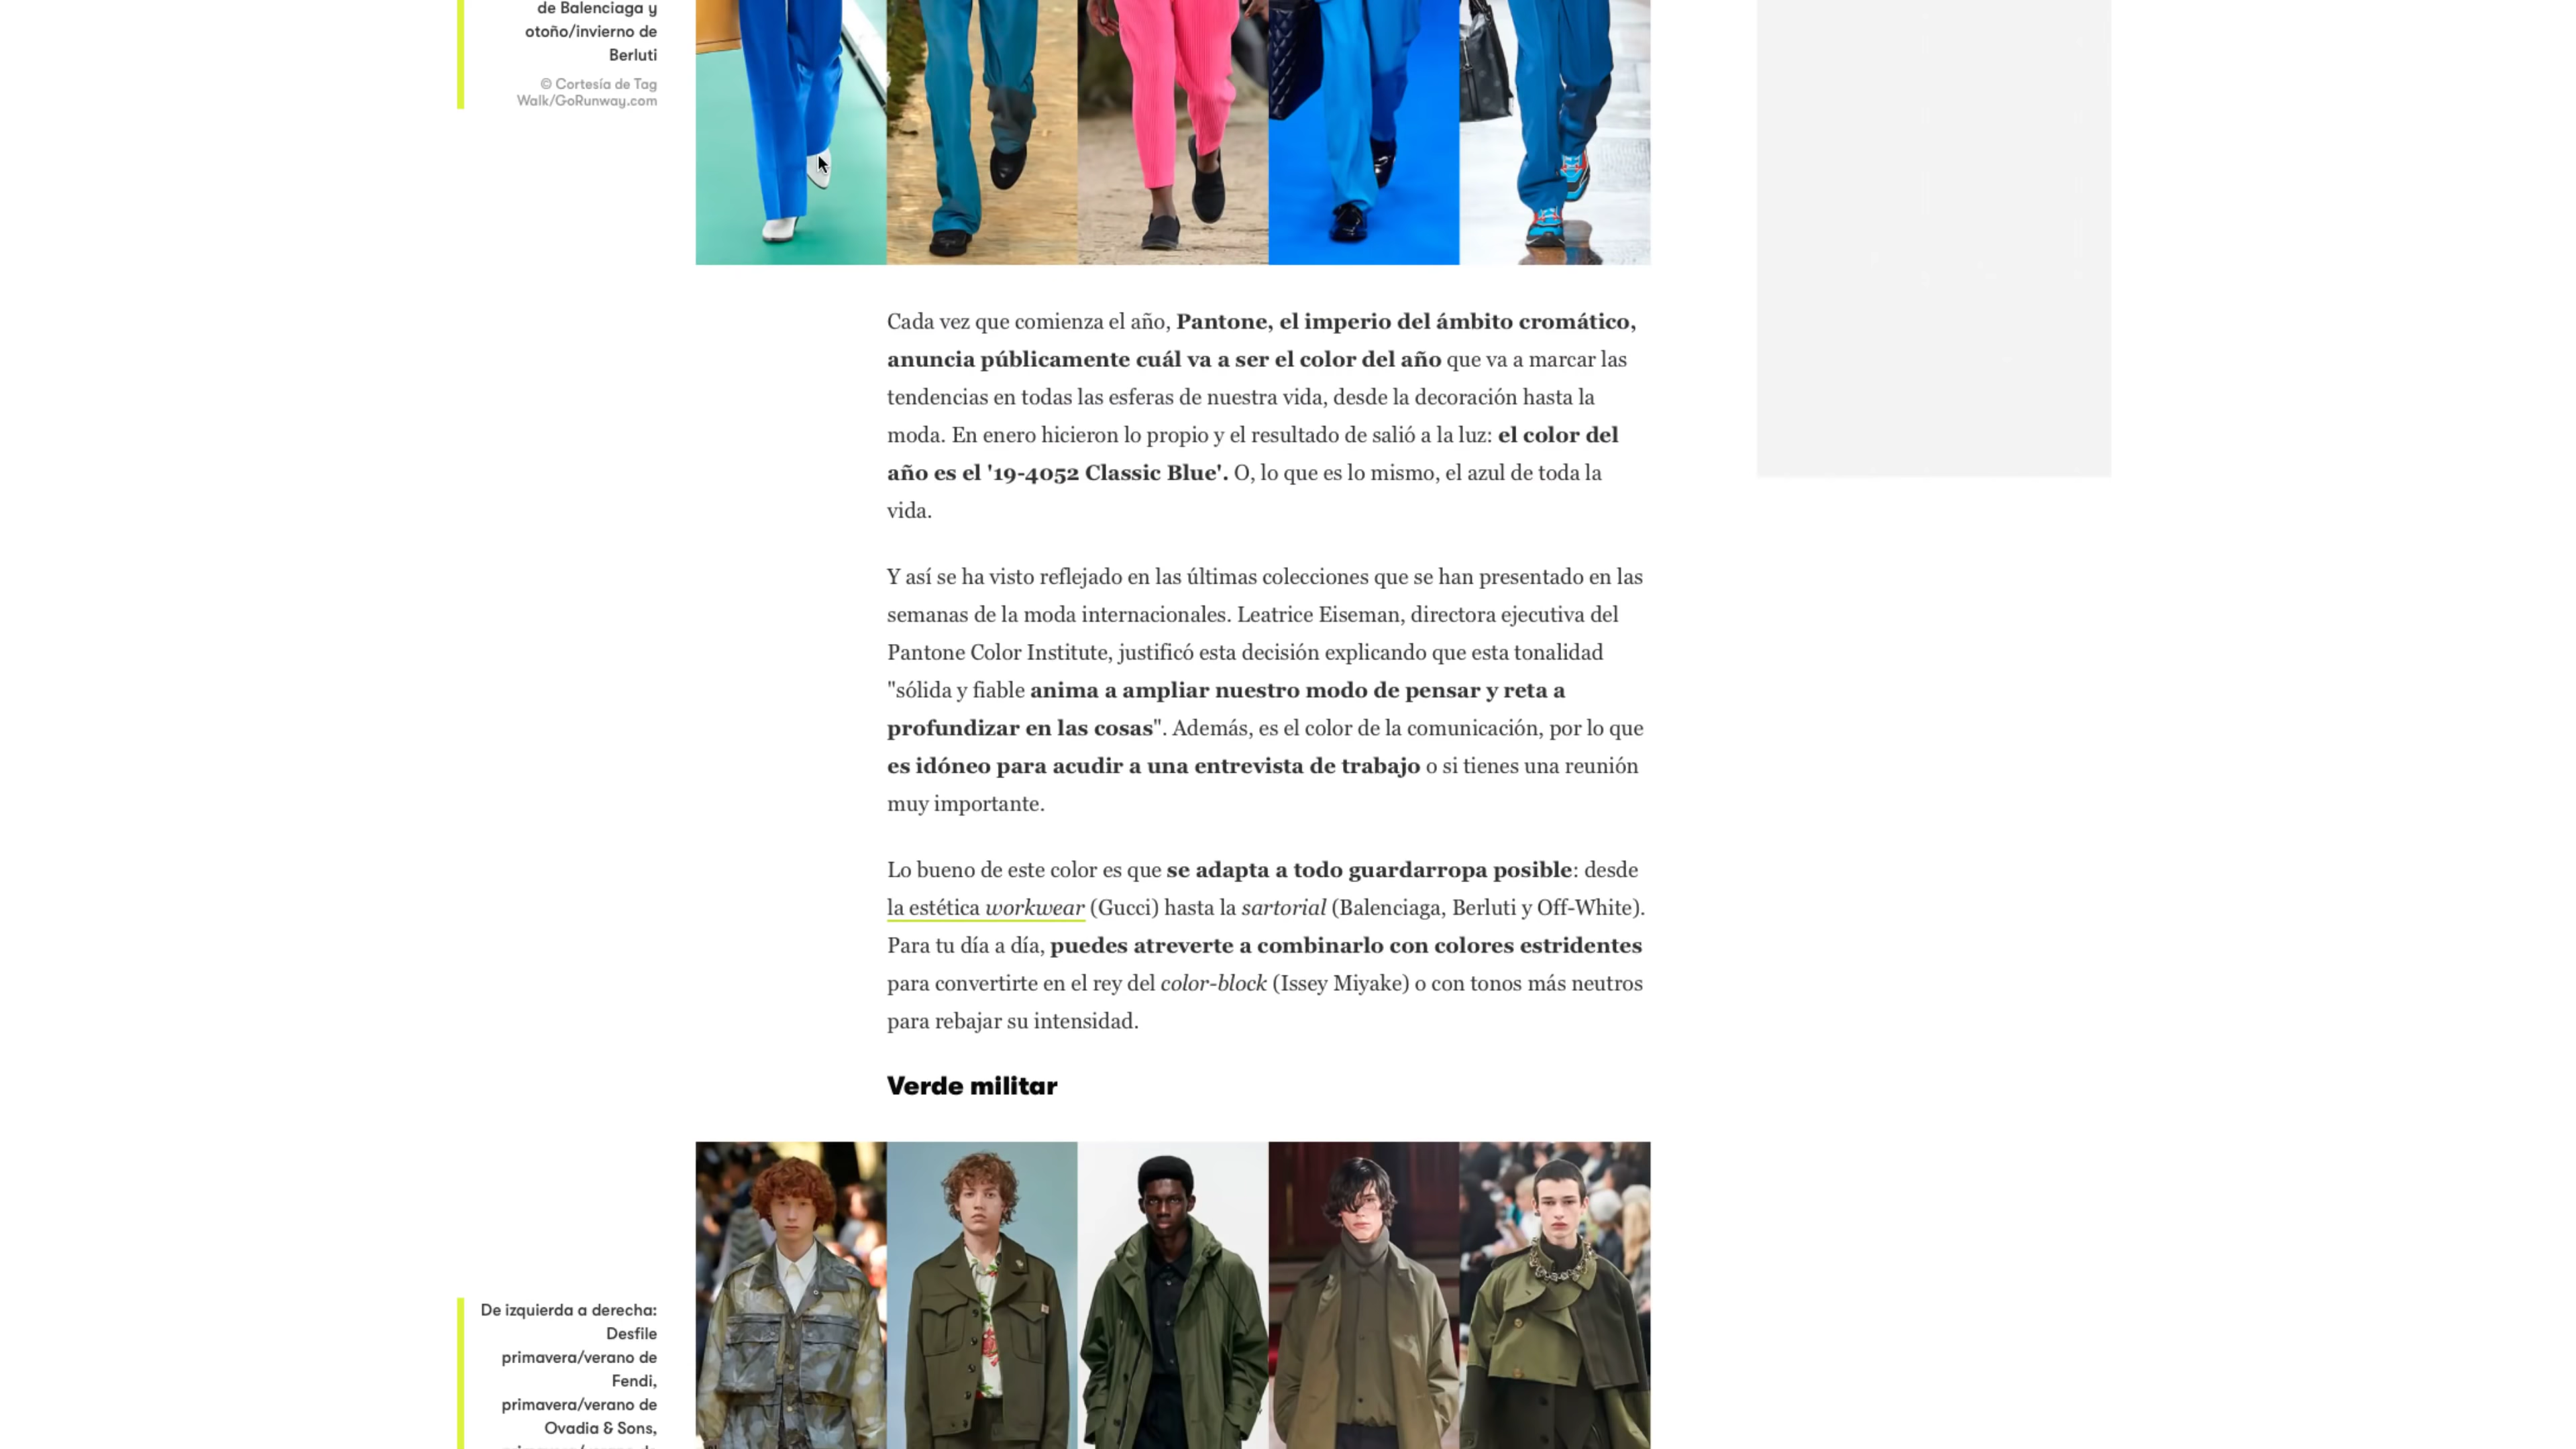 de Balenciaga y
otoño/invierno de
Berluti
© Cortesía de Tag
Walk/GoRunway.com
Cada vez que comienza el año, Pantone, el imperio del ámbito cromático,
anuncia públicamente cuál va a ser el color del año que va a marcar las
tendencias en todas las esferas de nuestra vida, desde la decoración hasta la
moda. En enero hicieron lo propio y el resultado de salió a la luz: el color del
año es el '19-4052 Classic Blue'. O, lo que es lo mismo, el azul de toda la
vida.
Y así se ha visto reflejado en las últimas colecciones que se han presentado en las
semanas de la moda internacionales. Leatrice Eiseman, directora ejecutiva del
Pantone Color Institute, justificó esta decisión explicando que esta tonalidad
"sólida y fiable anima a ampliar nuestro modo de pensar y reta a
profundizar en las cosas". Además, es el color de la comunicación, por lo que
es idóneo para acudir a una entrevista de trabajo o si tienes una reunión
muy importante.
Lo bueno de este color es que se adapta a todo guardarropa posible: desde
la estética workwear (Gucci) hasta la sartorial (Balenciaga, Berluti y Off-White).
Para tu día a día, puedes atreverte a combinarlo con colores estridentes
para convertirte en el rey del color-block (Issey Miyake) o con tonos más neutros
para rebajar su intensidad.
Verde militar
De izquierda a derecha:
Desfile
primavera/verano de
Fendi,
primavera/verano de
Ovadia & Sons,